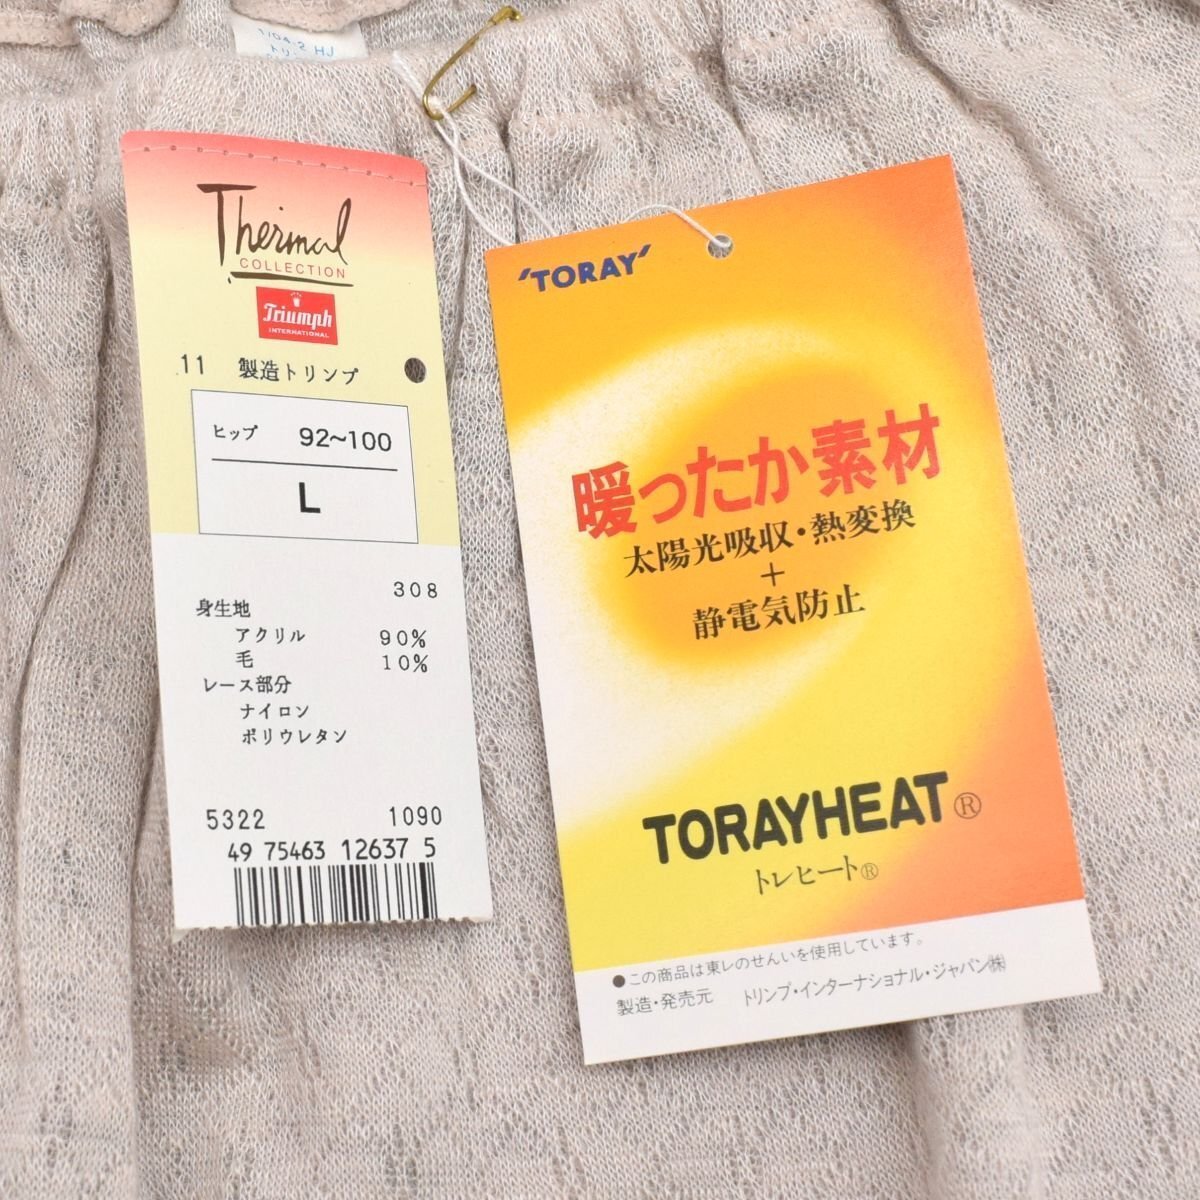 Thermal
COLLECTION
Triumph
INTERNATIONAL
11 製造トリンプ
ヒップ 92~100
L
308
身生地
アクリル 90%
毛 10%
レース部分
ナイロン
ポリウレタン
5322 1090
49 75463 12637 5
'TORAY'
暖ったか素材
太陽光吸収・熱変換
+
静電気防止
TORAYHEAT®
トレヒート®
●この商品は東レのせんいを使用しています。
製造・発売元 トリンプ・インターナショナル・ジャパン㈱